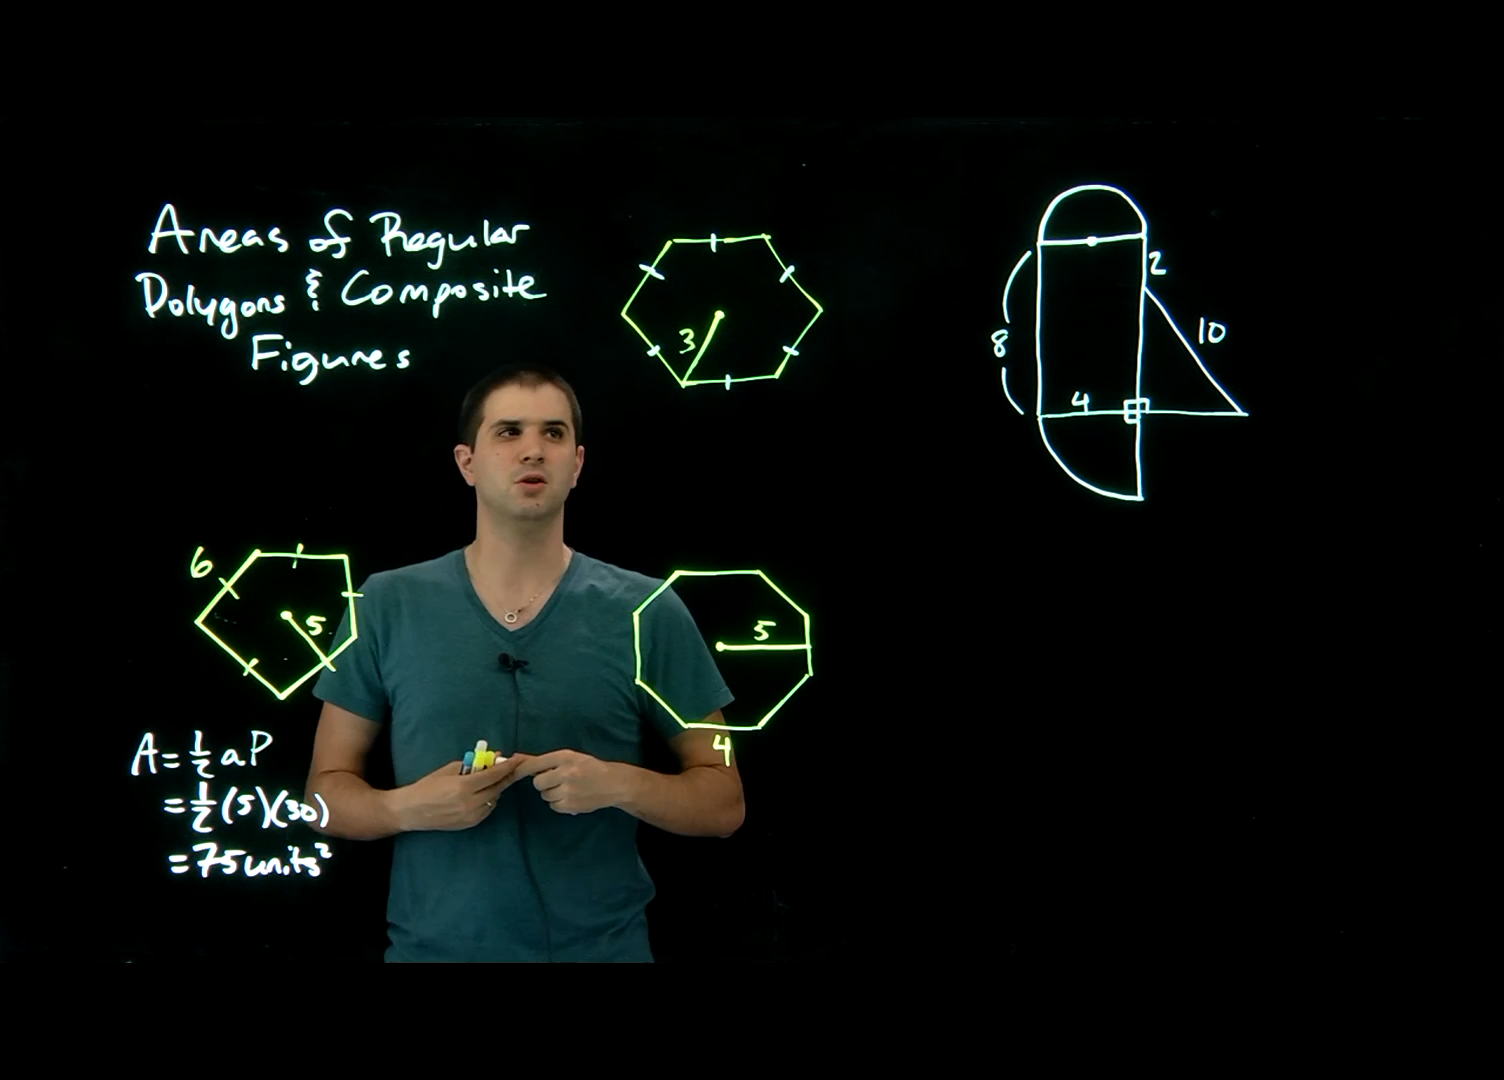 Areas of Regular
Polygons & Composite
Figures
3
2
10
8
4
6
5
5
4
A = 1/2 aP
= 1/2 (5)(30)
= 75 units²